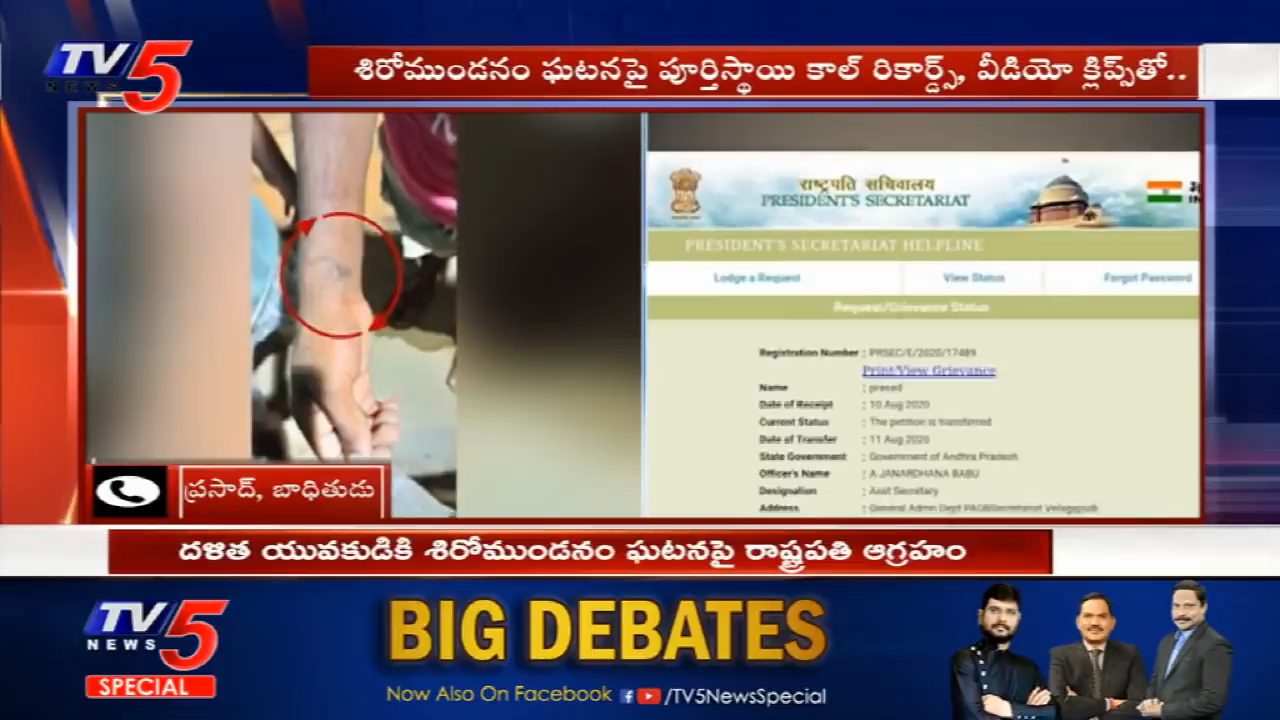 TV5
NEWS
శిరోముండనం ఘటనపై పూర్తిస్థాయి కాల్ రికార్డ్స్, వీడియో క్లిప్స్‌తో..
राष्ट्रपति सचिवालय
PRESIDENT'S SECRETARIAT
PRESIDENT'S SECRETARIAT HELPLINE
Lodge a Request View Status Forgot Password
Request/Grievance Status
Registration Number : PRSEC/E/2020/17489
Print/View Grievance
Name : prasad
Date of Receipt : 10 Aug 2020
Current Status : The petition is transferred
Date of Transfer : 11 Aug 2020
State Government : Government of Andhra Pradesh
Officer's Name : A JANARDHANA BABU
Designation : Asst Secretary
Address : General Admn Dept
ప్రసాద్, బాధితుడు
దళిత యువకుడికి శిరోముండనం ఘటనపై రాష్ట్రపతి ఆగ్రహం
TV5
NEWS
SPECIAL
BIG DEBATES
Now Also On Facebook /TV5NewsSpecial